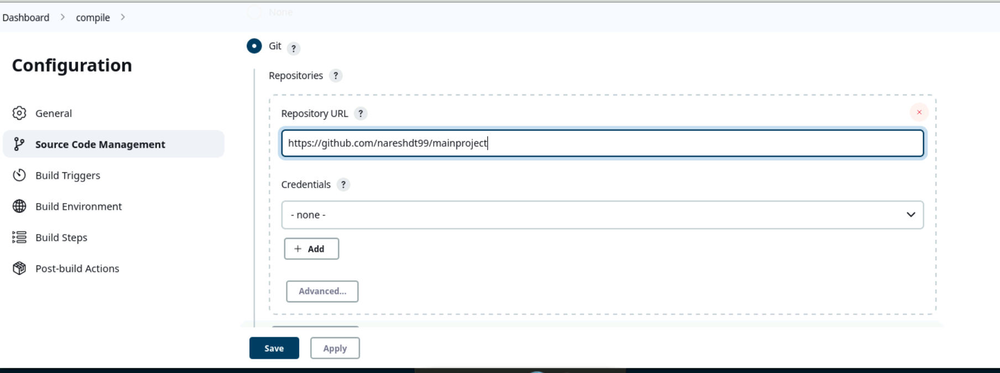 None
Dashboard > compile >
Git ?
Configuration
Repositories ?
General
Repository URL ?
Source Code Management
https://github.com/nareshdt99/mainproject
Build Triggers
Credentials ?
Build Environment
- none -
Build Steps
+ Add
Post-build Actions
Advanced...
Save
Apply